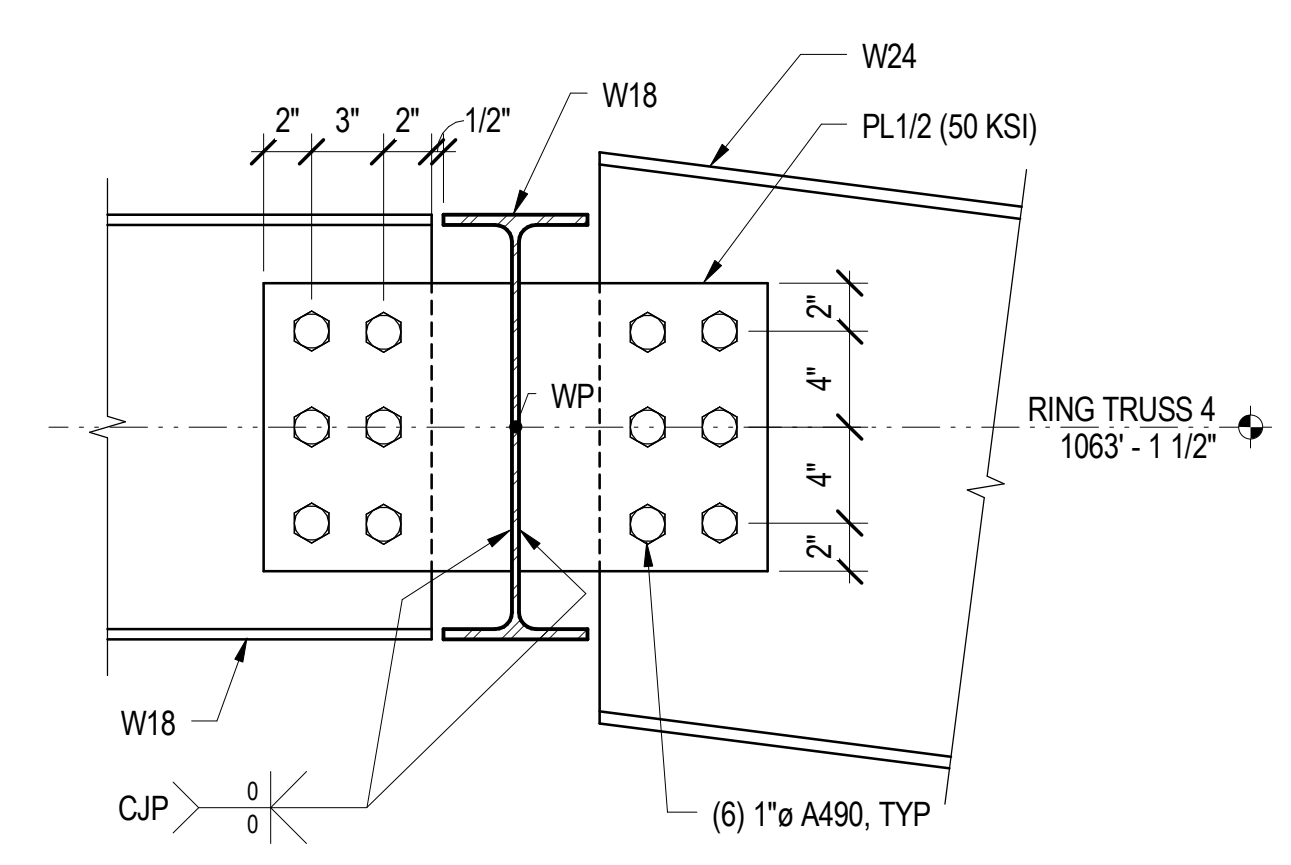 W24
W18
2" 3" 2" 1/2"
PL1/2 (50 KSI)
2"
4"
WP
RING TRUSS 4
1063' - 1 1/2"
4"
2"
W18
CJP
0
0
(6) 1"ø A490, TYP